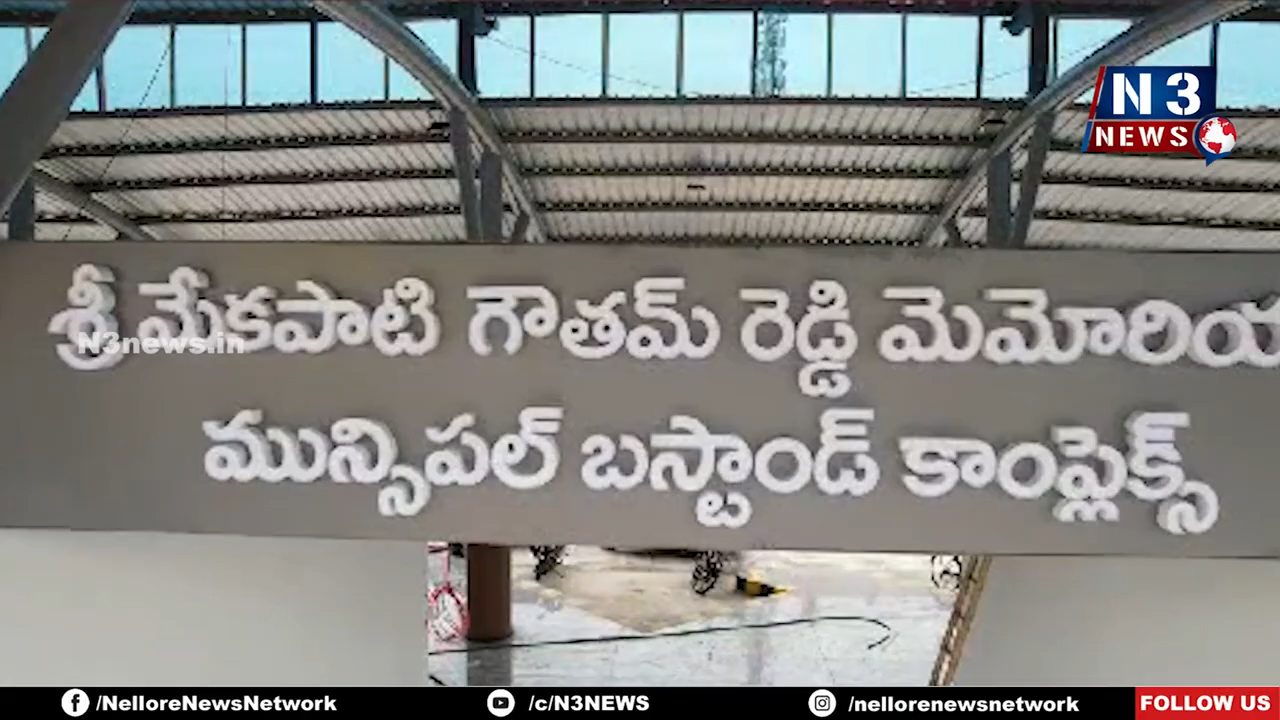 N3
NEWS
శ్రీ మేకపాటి గౌతమ్ రెడ్డి మెమోరియ
N3news.in
మున్సిపల్ బస్టాండ్ కాంప్లెక్స్
/NelloreNewsNetwork
/c/N3NEWS
/nellorenewsnetwork
FOLLOW US